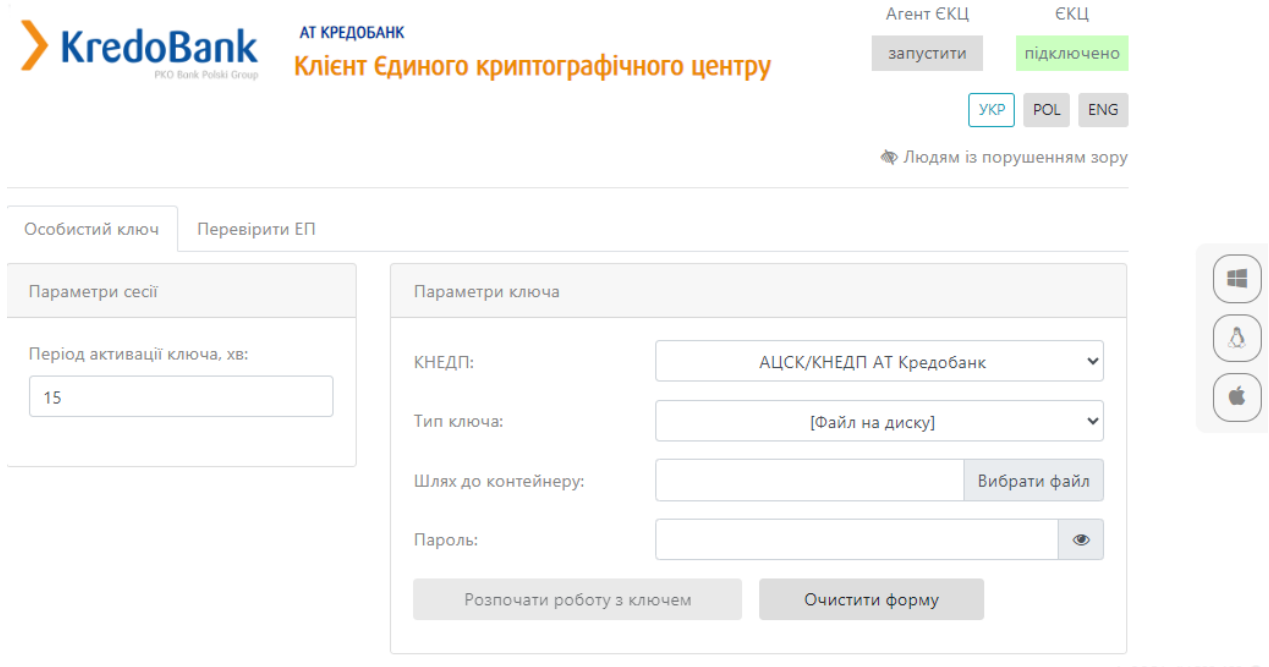 KredoBank
PKO Bank Polski Group
АТ КРЕДОБАНК
Клієнт Єдиного криптографічного центру
Агент ЄКЦ
ЄКЦ
запустити
підключено
УКР
POL
ENG
Людям із порушенням зору
Особистий ключ
Перевірити ЕП
Параметри сесії
Період активації ключа, хв:
15
Параметри ключа
КНЕДП:
АЦСК/КНЕДП АТ Кредобанк
Тип ключа:
[Файл на диску]
Шлях до контейнеру:
Вибрати файл
Пароль:
Розпочати роботу з ключем
Очистити форму